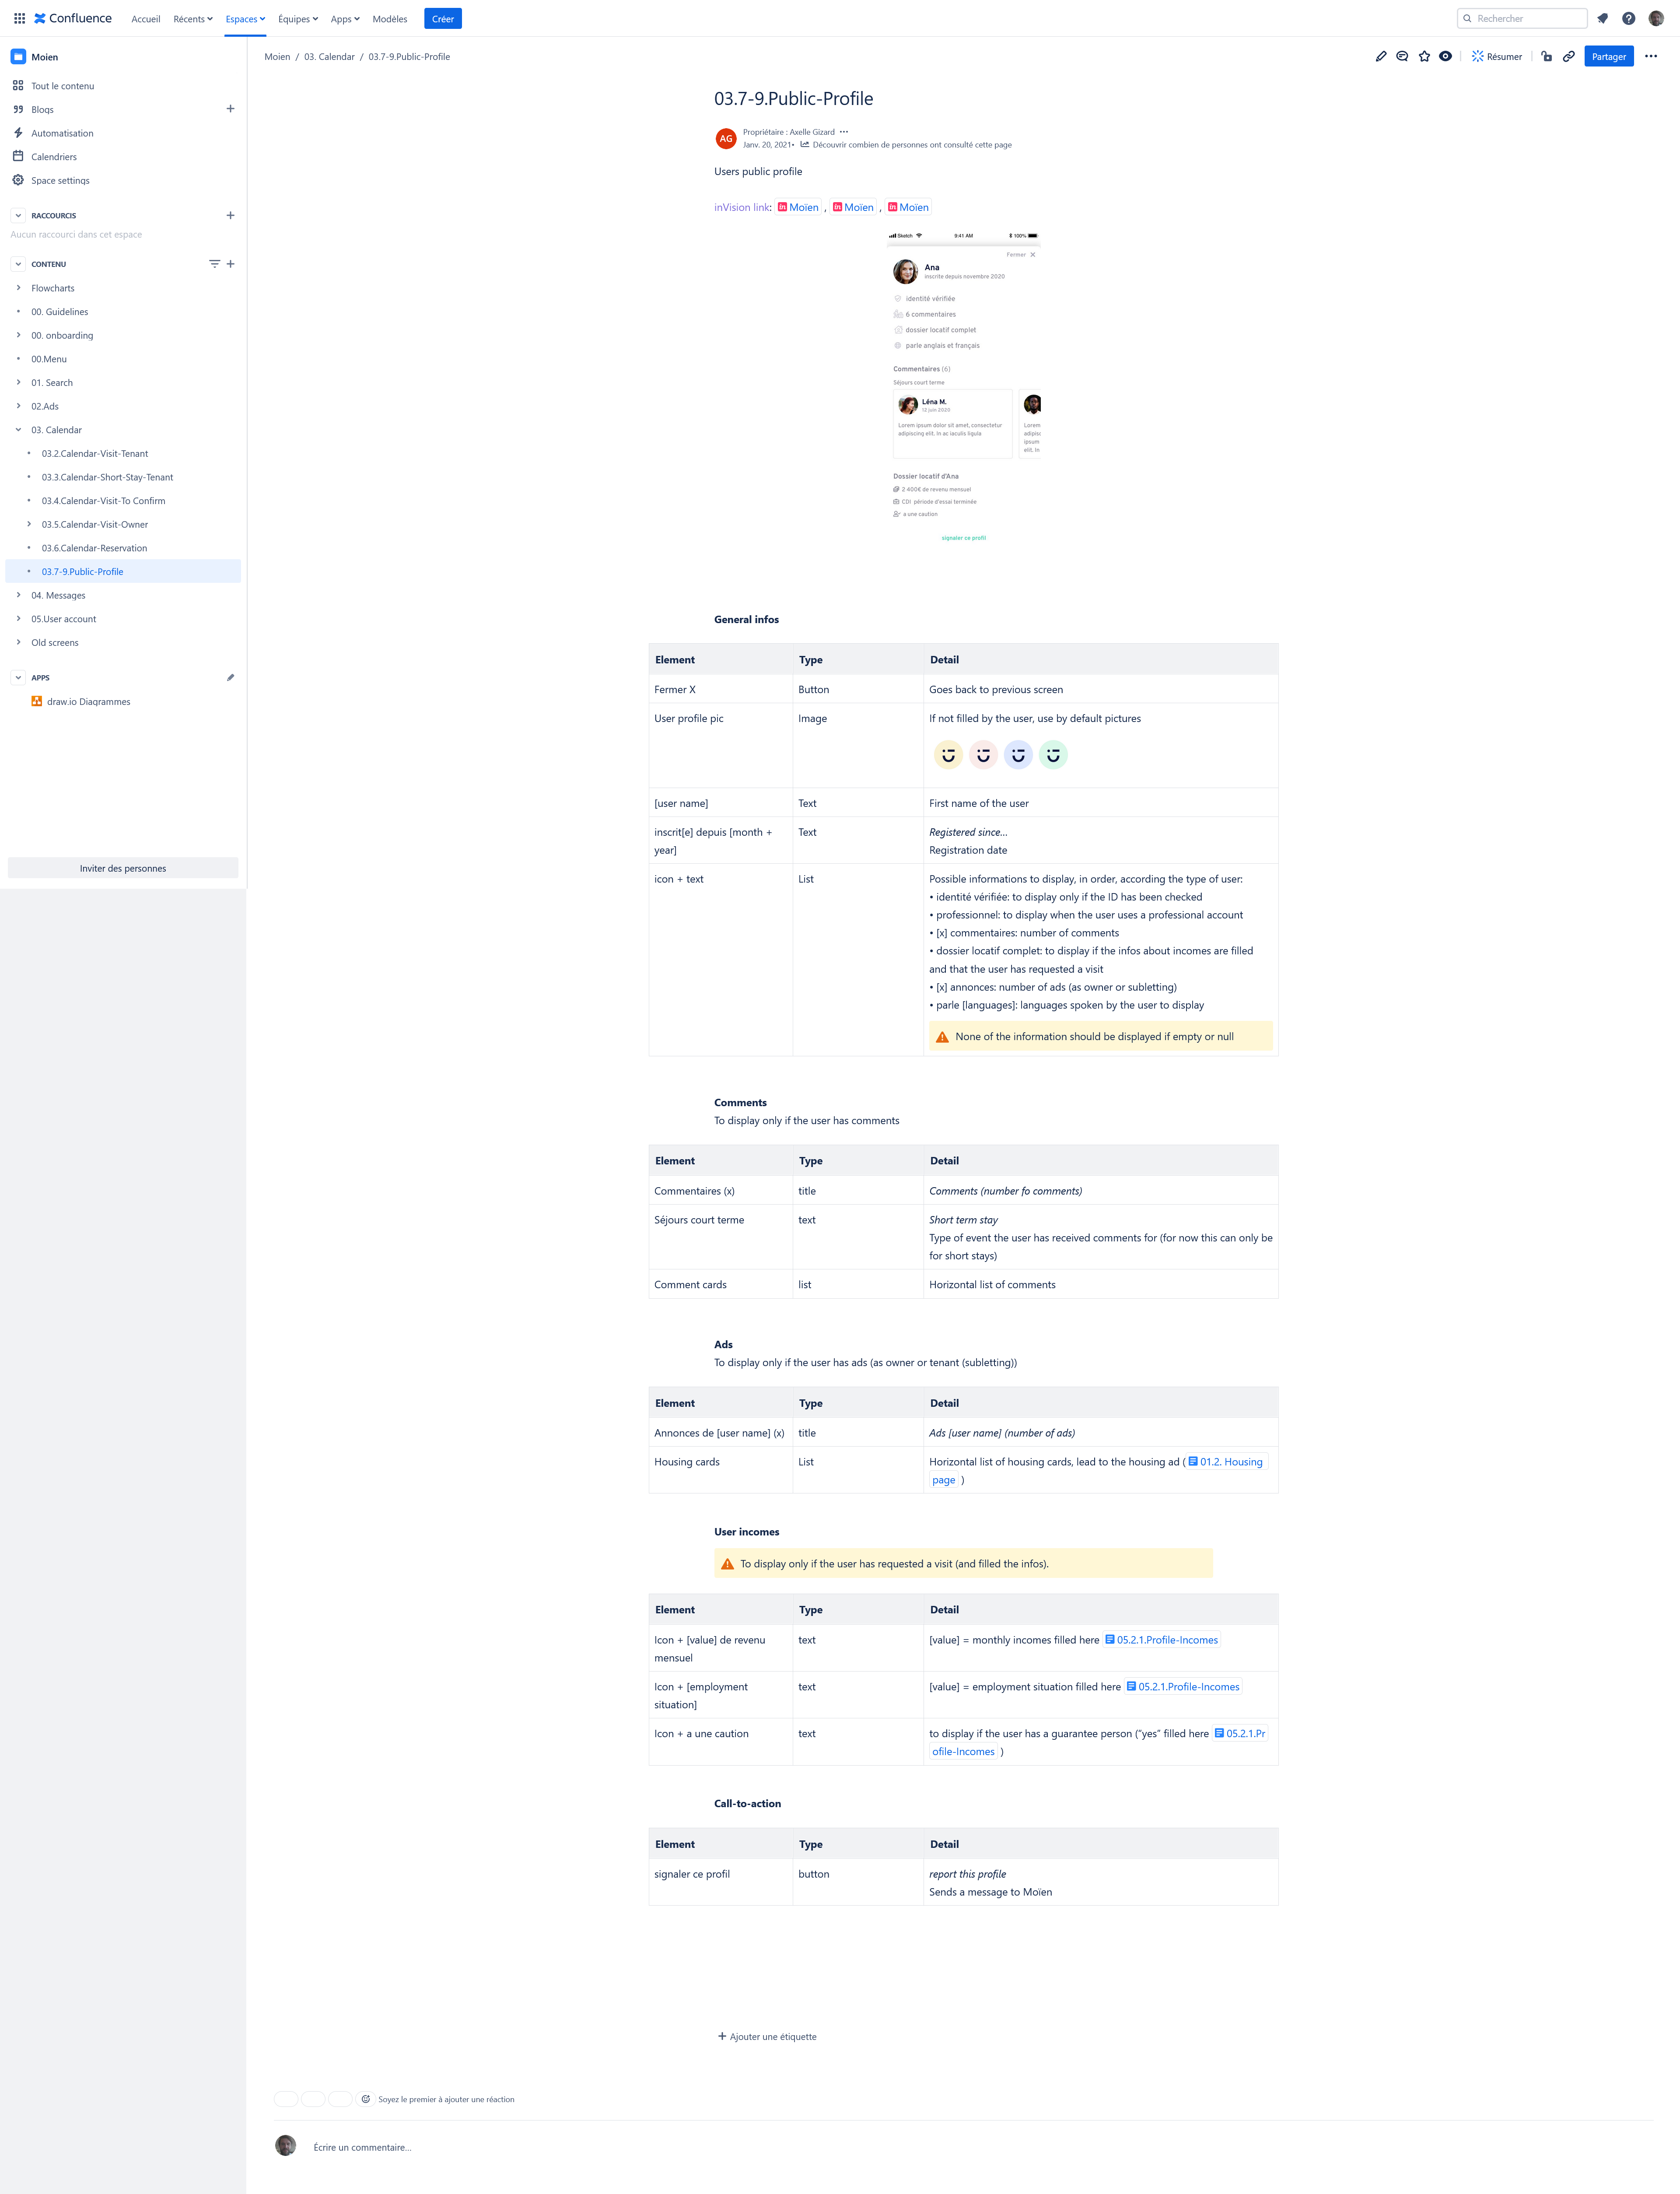 Confluence
Accueil
Récents
Espaces
Équipes
Apps
Modèles
Créer
Rechercher
Moien
Tout le contenu
Blogs
Automatisation
Calendriers
Space settings
RACCOURCIS
Aucun raccourci dans cet espace
CONTENU
Flowcharts
00. Guidelines
00. onboarding
00.Menu
01. Search
02.Ads
03. Calendar
03.2.Calendar-Visit-Tenant
03.3.Calendar-Short-Stay-Tenant
03.4.Calendar-Visit-To Confirm
03.5.Calendar-Visit-Owner
03.6.Calendar-Reservation
03.7-9.Public-Profile
04. Messages
05.User account
Old screens
APPS
draw.io Diagrammes
Inviter des personnes
Moien / 03. Calendar / 03.7-9.Public-Profile
Résumer
Partager
03.7-9.Public-Profile
AG
Propriétaire : Axelle Gizard
Janv. 20, 2021• Découvrir combien de personnes ont consulté cette page
Users public profile
inVision link: in Moïen , in Moïen , in Moïen
Sketch 9:41 AM 100%
Fermer
Ana
inscrite depuis novembre 2020
identité vérifiée
6 commentaires
dossier locatif complet
parle anglais et français
Commentaires (6)
Séjours court terme
Léna M.
12 juin 2020
Lorem ipsum dolor sit amet, consectetur
adipiscing elit. In ac iaculis ligula
Lorem
adipisc
ipsum
elit. In
Dossier locatif d'Ana
2 400€ de revenu mensuel
CDI période d'essai terminée
a une caution
signaler ce profil
General infos
Element Type Detail
Fermer X Button Goes back to previous screen
User profile pic Image If not filled by the user, use by default pictures
[user name] Text First name of the user
inscrit[e] depuis [month +
year]
Text
Registered since...
Registration date
icon + text List Possible informations to display, in order, according the type of user:
• identité vérifiée: to display only if the ID has been checked
• professionnel: to display when the user uses a professional account
• [x] commentaires: number of comments
• dossier locatif complet: to display if the infos about incomes are filled
and that the user has requested a visit
• [x] annonces: number of ads (as owner or subletting)
• parle [languages]: languages spoken by the user to display
None of the information should be displayed if empty or null
Comments
To display only if the user has comments
Element Type Detail
Commentaires (x) title Comments (number fo comments)
Séjours court terme text Short term stay
Type of event the user has received comments for (for now this can only be
for short stays)
Comment cards list Horizontal list of comments
Ads
To display only if the user has ads (as owner or tenant (subletting))
Element Type Detail
Annonces de [user name] (x) title Ads [user name] (number of ads)
Housing cards List Horizontal list of housing cards, lead to the housing ad ( 01.2. Housing
page )
User incomes
To display only if the user has requested a visit (and filled the infos).
Element Type Detail
Icon + [value] de revenu
mensuel
text
[value] = monthly incomes filled here 05.2.1.Profile-Incomes
Icon + [employment
situation]
text
[value] = employment situation filled here 05.2.1.Profile-Incomes
Icon + a une caution text to display if the user has a guarantee person ("yes" filled here 05.2.1.Pr
ofile-Incomes )
Call-to-action
Element Type Detail
signaler ce profil button report this profile
Sends a message to Moïen
Ajouter une étiquette
Soyez le premier à ajouter une réaction
Écrire un commentaire...